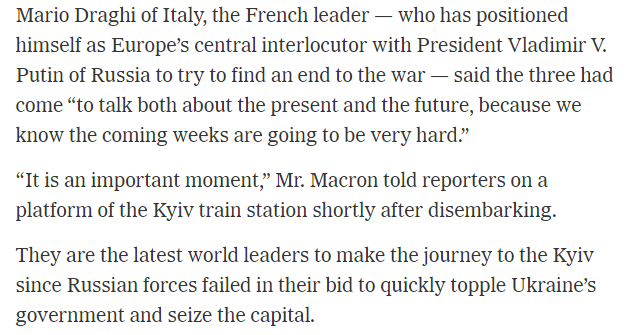 Mario Draghi of Italy, the French leader — who has positioned
himself as Europe’s central interlocutor with President Vladimir V.
Putin of Russia to try to find an end to the war — said the three had
come “to talk both about the present and the future, because we
know the coming weeks are going to be very hard.”
“It is an important moment,” Mr. Macron told reporters on a
platform of the Kyiv train station shortly after disembarking.
They are the latest world leaders to make the journey to the Kyiv
since Russian forces failed in their bid to quickly topple Ukraine’s
government and seize the capital.